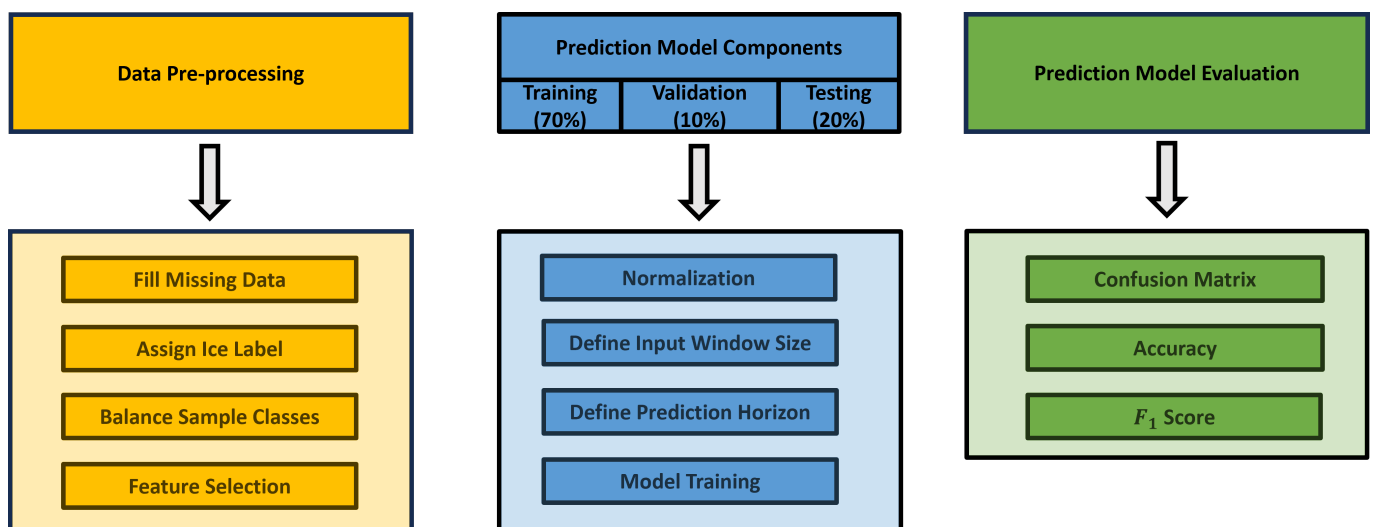 Data Pre-processing
Fill Missing Data
Assign Ice Label
Balance Sample Classes
Feature Selection
Prediction Model Components
Training
(70%)
Validation
(10%)
Testing
(20%)
Normalization
Define Input Window Size
Define Prediction Horizon
Model Training
Prediction Model Evaluation
Confusion Matrix
Accuracy
F₁ Score